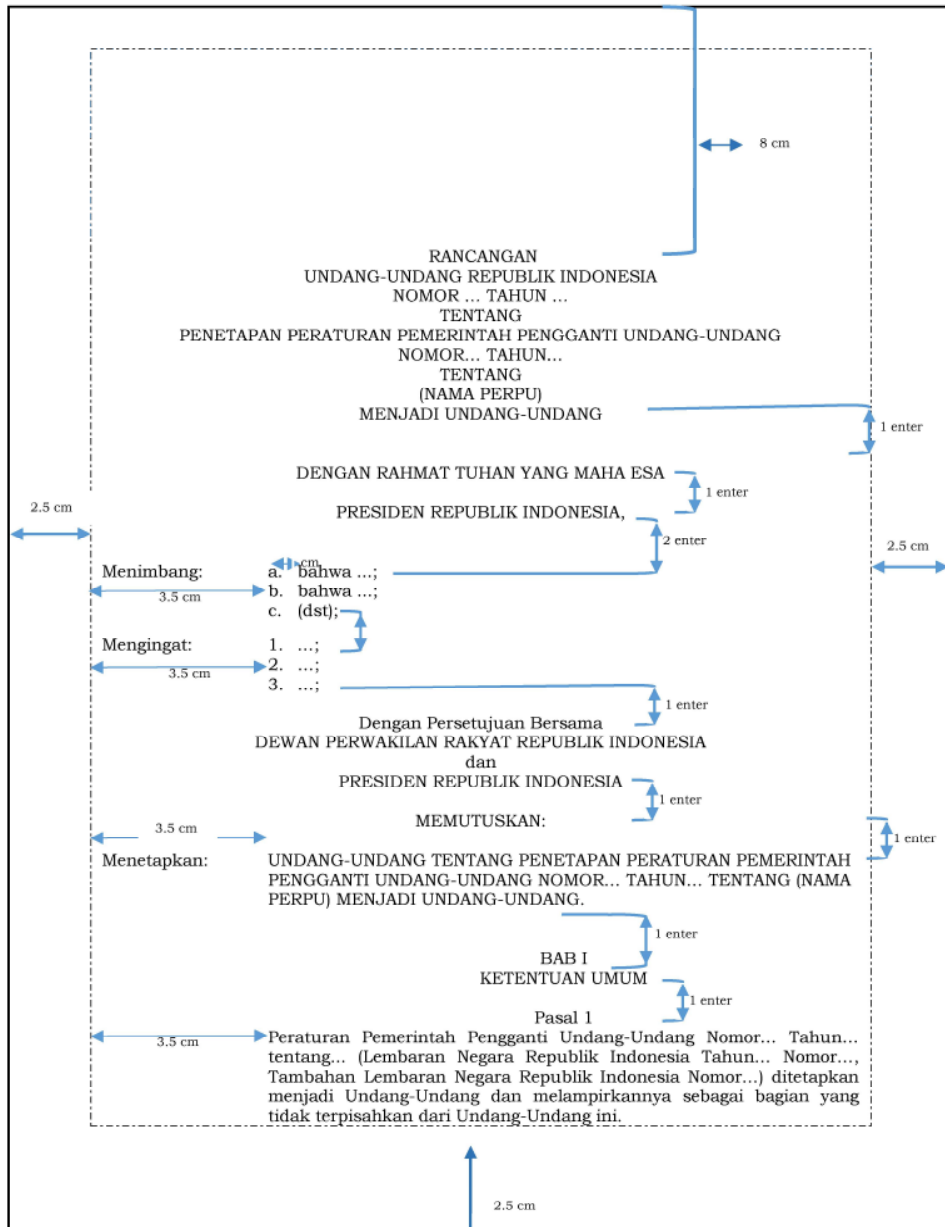 8 cm
RANCANGAN
UNDANG-UNDANG REPUBLIK INDONESIA
NOMOR ... TAHUN ...
TENTANG
PENETAPAN PERATURAN PEMERINTAH PENGGANTI UNDANG-UNDANG
NOMOR... TAHUN...
TENTANG
(NAMA PERPU)
MENJADI UNDANG-UNDANG
1 enter
DENGAN RAHMAT TUHAN YANG MAHA ESA
1 enter
2.5 cm
PRESIDEN REPUBLIK INDONESIA,
2 enter
2.5 cm
cm
Menimbang: a. bahwa ...;
3.5 cm b. bahwa ...;
c. (dst);
Mengingat: 1. ...;
3.5 cm 2. ...;
3. ...;
1 enter
Dengan Persetujuan Bersama
DEWAN PERWAKILAN RAKYAT REPUBLIK INDONESIA
dan
PRESIDEN REPUBLIK INDONESIA
1 enter
MEMUTUSKAN:
3.5 cm
1 enter
Menetapkan: UNDANG-UNDANG TENTANG PENETAPAN PERATURAN PEMERINTAH
PENGGANTI UNDANG-UNDANG NOMOR... TAHUN... TENTANG (NAMA
PERPU) MENJADI UNDANG-UNDANG.
1 enter
BAB I
KETENTUAN UMUM
1 enter
Pasal 1
3.5 cm
Peraturan Pemerintah Pengganti Undang-Undang Nomor... Tahun...
tentang... (Lembaran Negara Republik Indonesia Tahun... Nomor...,
Tambahan Lembaran Negara Republik Indonesia Nomor...) ditetapkan
menjadi Undang-Undang dan melampirkannya sebagai bagian yang
tidak terpisahkan dari Undang-Undang ini.
2.5 cm